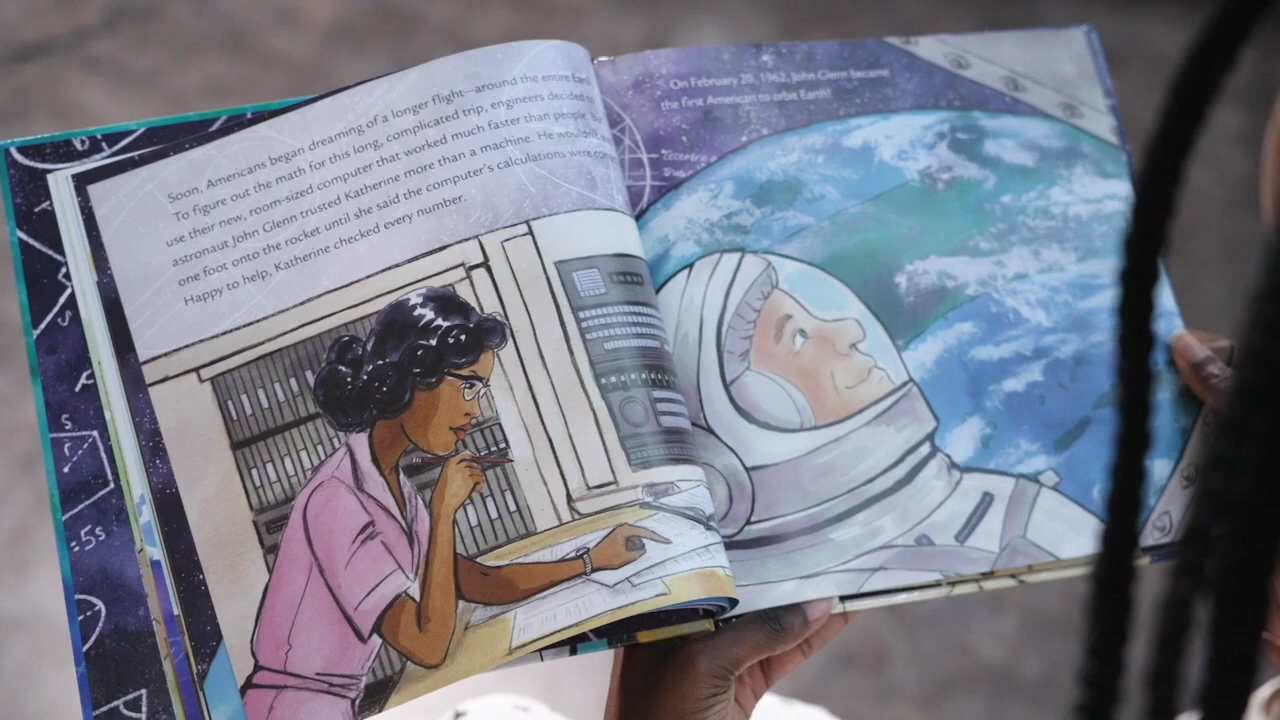 Soon, Americans began dreaming of a longer flight—around the entire
To figure out the math for this long, complicated trip, engineers decided
use their new, room-sized computer that worked much faster than people.
astronaut John Glenn trusted Katherine more than a machine. He wouldn't
one foot onto the rocket until she said the computer's calculations were
Happy to help, Katherine checked every number.
On February 20, 1962, John Glenn became
the first American to orbit Earth!
S
S
=5s